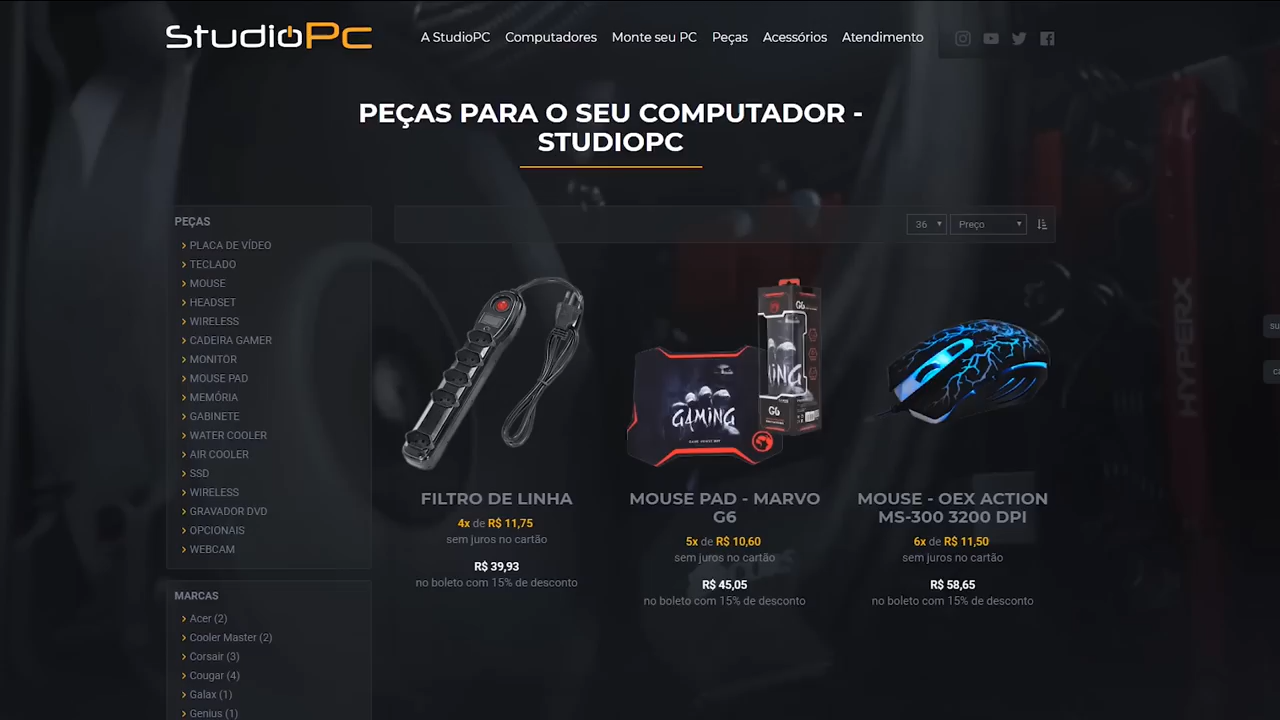 StudioPc
A StudioPC Computadores Monte seu PC Peças Acessórios Atendimento
PEÇAS PARA O SEU COMPUTADOR -
STUDIOPC
PEÇAS
PLACA DE VÍDEO
TECLADO
MOUSE
HEADSET
WIRELESS
CADEIRA GAMER
MONITOR
MOUSE PAD
MEMÓRIA
GABINETE
WATER COOLER
AIR COOLER
SSD
WIRELESS
GRAVADOR DVD
OPCIONAIS
WEBCAM
MARCAS
Acer (2)
Cooler Master (2)
Corsair (3)
Cougar (4)
Galax (1)
Genius (1)
36 Preço
GAMING
G6
G6
FILTRO DE LINHA
4x de R$ 11,75
sem juros no cartão
R$ 39,93
no boleto com 15% de desconto
MOUSE PAD - MARVO
G6
5x de R$ 10,60
sem juros no cartão
R$ 45,05
no boleto com 15% de desconto
MOUSE - OEX ACTION
MS-300 3200 DPI
6x de R$ 11,50
sem juros no cartão
R$ 58,65
no boleto com 15% de desconto
HYPERX